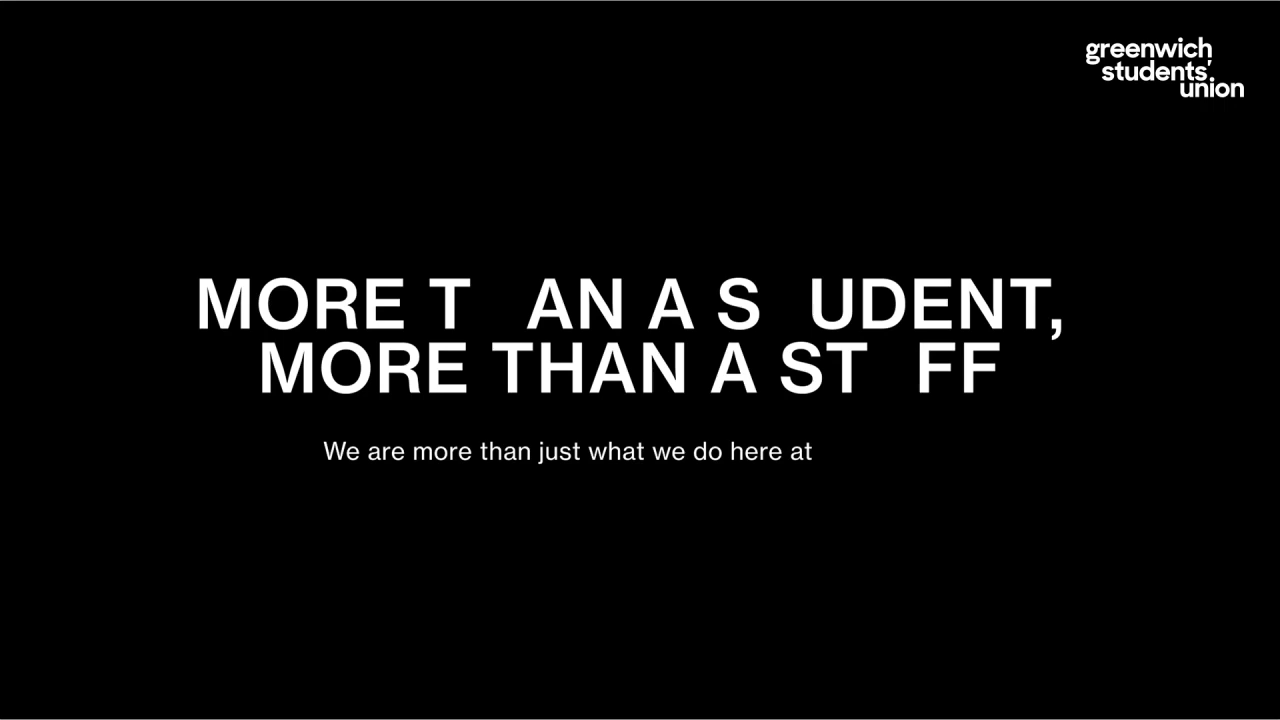 greenwich
students'
union
MORE T AN A S UDENT,
MORE THAN A ST FF
We are more than just what we do here at